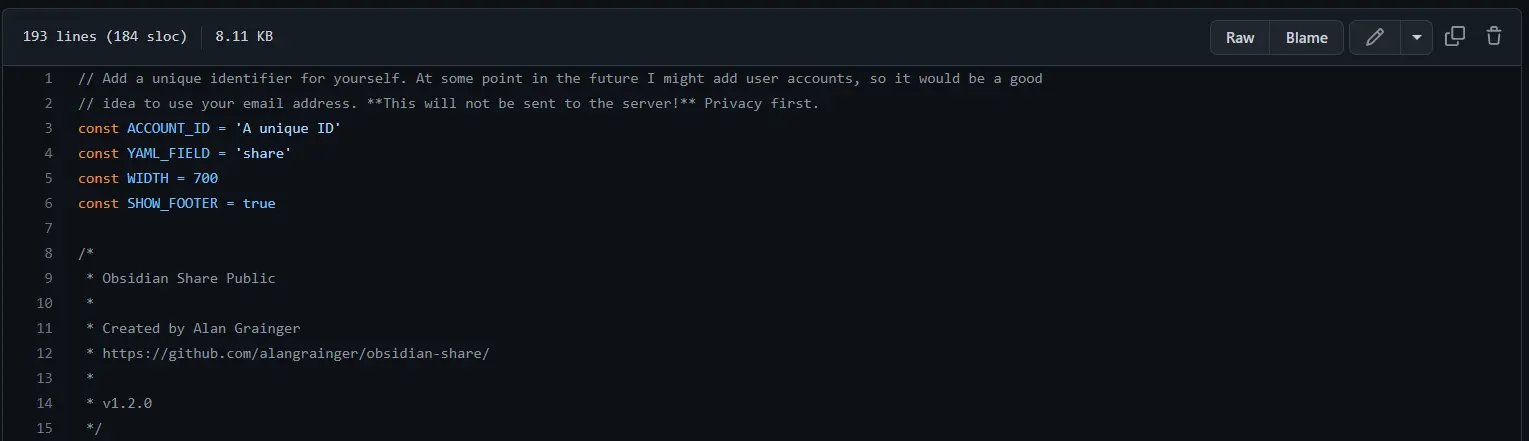 193 lines (184 sloc) 8.11 KB Raw Blame
1 // Add a unique identifier for yourself. At some point in the future I might add user accounts, so it would be a good
2 // idea to use your email address. **This will not be sent to the server!** Privacy first.
3 const ACCOUNT_ID = 'A unique ID'
4 const YAML_FIELD = 'share'
5 const WIDTH = 700
6 const SHOW_FOOTER = true
7
8 /*
9 * Obsidian Share Public
10 *
11 * Created by Alan Grainger
12 * https://github.com/alangrainger/obsidian-share/
13 *
14 * v1.2.0
15 */